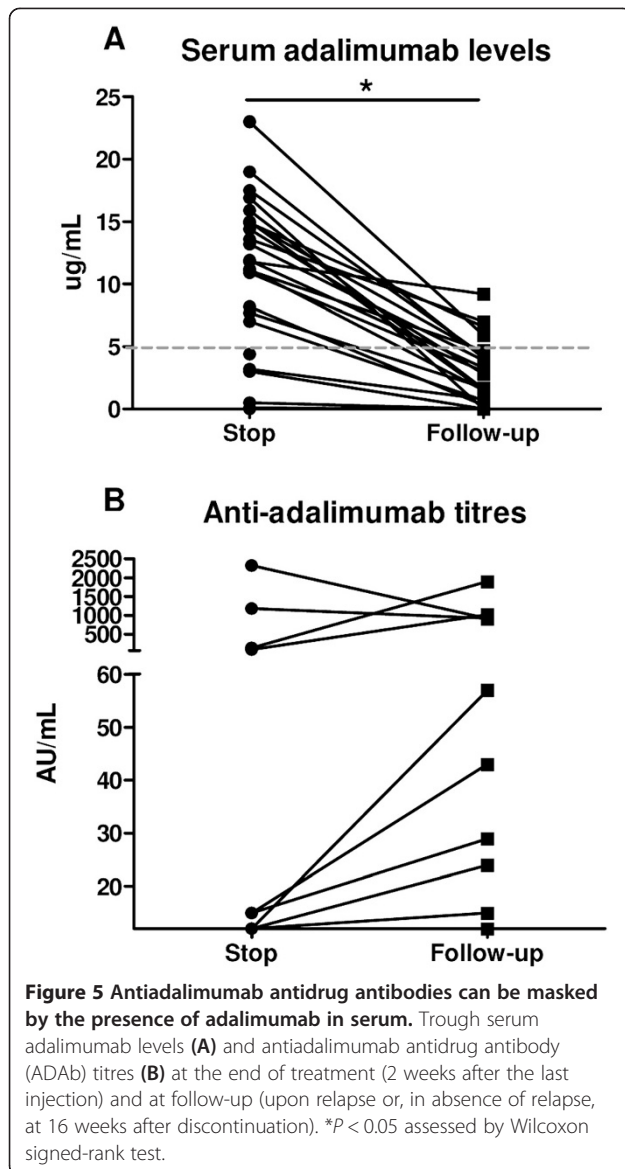 A
Serum adalimumab levels
*
25
20
15
10
5
0
ug/mL
Stop Follow-up
B
Anti-adalimumab titres
2500
2000
1500
1000
500
60
50
40
30
20
AU/mL
Stop Follow-up
Figure 5 Antiadalimumab antidrug antibodies can be masked
by the presence of adalimumab in serum. Trough serum
adalimumab levels (A) and antiadalimumab antidrug antibody
(ADAb) titres (B) at the end of treatment (2 weeks after the last
injection) and at follow-up (upon relapse or, in absence of relapse,
at 16 weeks after discontinuation). *P < 0.05 assessed by Wilcoxon
signed-rank test.